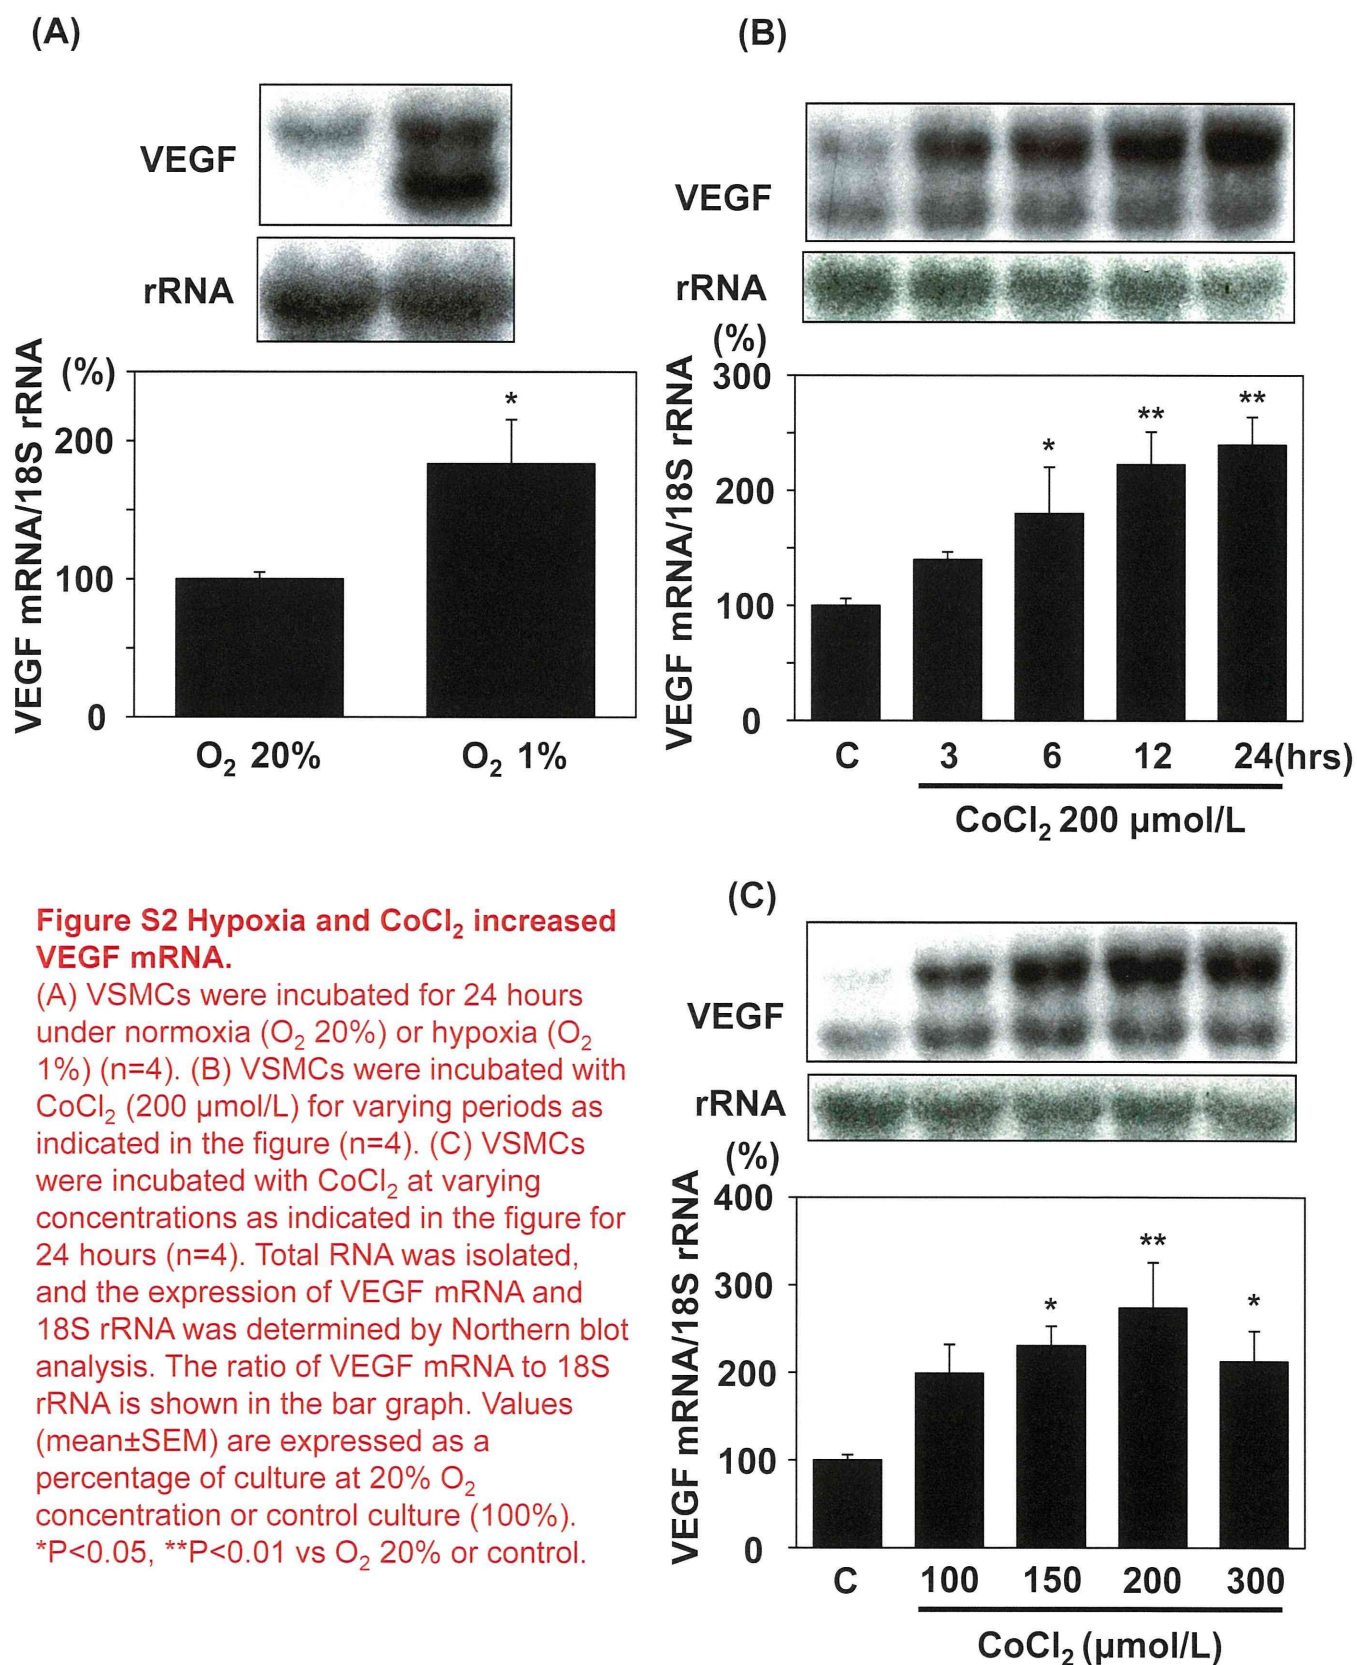 (A)
VEGF
rRNA
VEGF mRNA/18S rRNA
(%)
200
100
0
O₂ 20%
O₂ 1%
*
(B)
VEGF
rRNA
VEGF mRNA/18S rRNA
(%)
300
200
100
0
*
**
**
C
3
6
12
24(hrs)
CoCl₂ 200 µmol/L
Figure S2 Hypoxia and CoCl₂ increased
VEGF mRNA.
(A) VSMCs were incubated for 24 hours
under normoxia (O₂ 20%) or hypoxia (O₂
1%) (n=4). (B) VSMCs were incubated with
CoCl₂ (200 µmol/L) for varying periods as
indicated in the figure (n=4). (C) VSMCs
were incubated with CoCl₂ at varying
concentrations as indicated in the figure for
24 hours (n=4). Total RNA was isolated,
and the expression of VEGF mRNA and
18S rRNA was determined by Northern blot
analysis. The ratio of VEGF mRNA to 18S
rRNA is shown in the bar graph. Values
(mean±SEM) are expressed as a
percentage of culture at 20% O₂
concentration or control culture (100%).
*P<0.05, **P<0.01 vs O₂ 20% or control.
(C)
VEGF
rRNA
VEGF mRNA/18S rRNA
(%)
400
300
200
100
0
*
**
*
C
100
150
200
300
CoCl₂ (µmol/L)